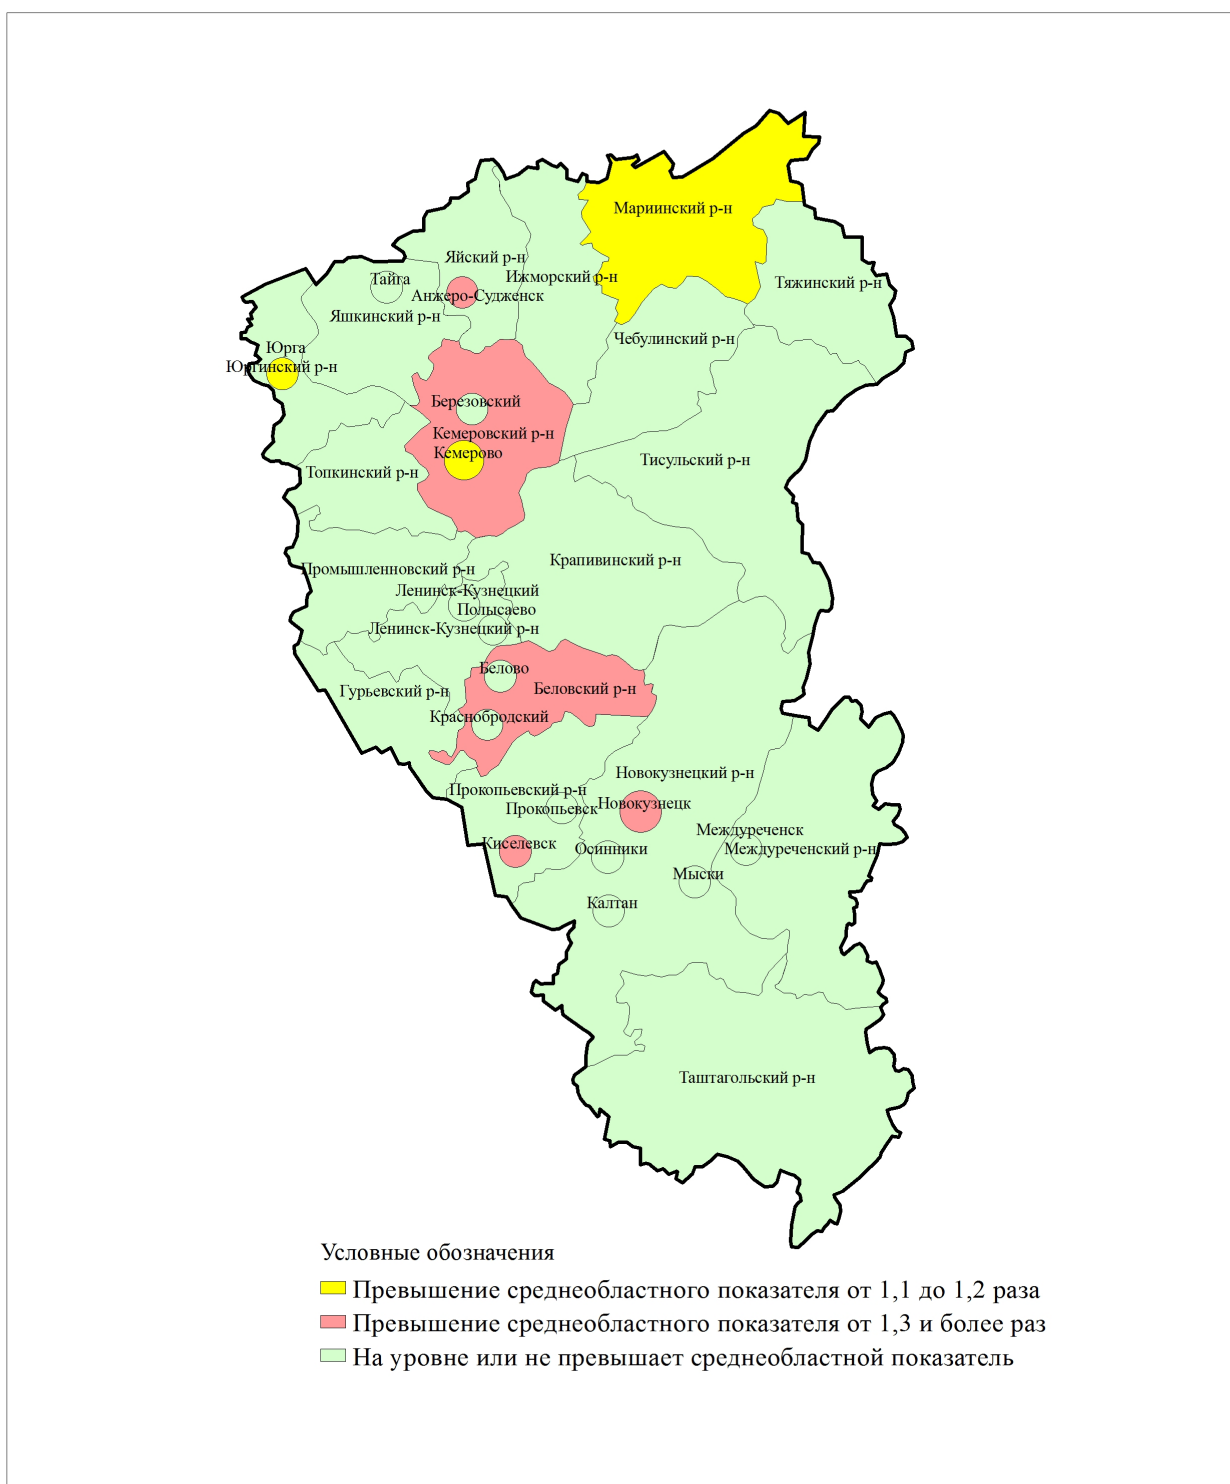 Мариинский р-н
Яйский р-н
Ижморский р-н
Тайга
Тяжинский р-н
Анжеро-Судженск
Яшкинский р-н
Чебулинский р-н
Юрга
Юргинский р-н
Березовский
Кемеровский р-н
Кемерово
Тисульский р-н
Топкинский р-н
Крапивинский р-н
Промышленновский р-н
Ленинск-Кузнецкий
Полысаево
Ленинск-Кузнецкий р-н
Белово
Беловский р-н
Гурьевский р-н
Краснобродский
Новокузнецкий р-н
Прокопьевский р-н
Прокопьевск
Новокузнецк
Междуреченск
Киселевск
Осинники
Междуреченский р-н
Мыски
Калтан
Таштагольский р-н
Условные обозначения
Превышение среднеобластного показателя от 1,1 до 1,2 раза
Превышение среднеобластного показателя от 1,3 и более раз
На уровне или не превышает среднеобластной показатель